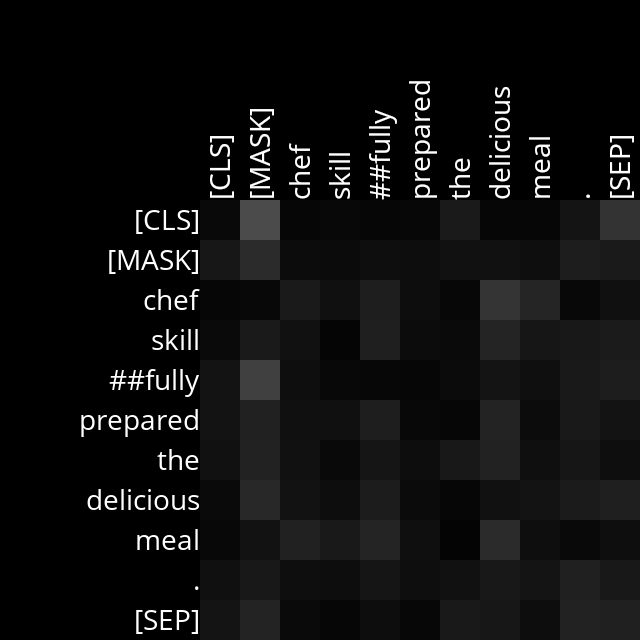 [CLS] [MASK] chef skill ##fully prepared the delicious meal . [SEP]
[CLS]
[MASK]
chef
skill
##fully
prepared
the
delicious
meal
.
[SEP]